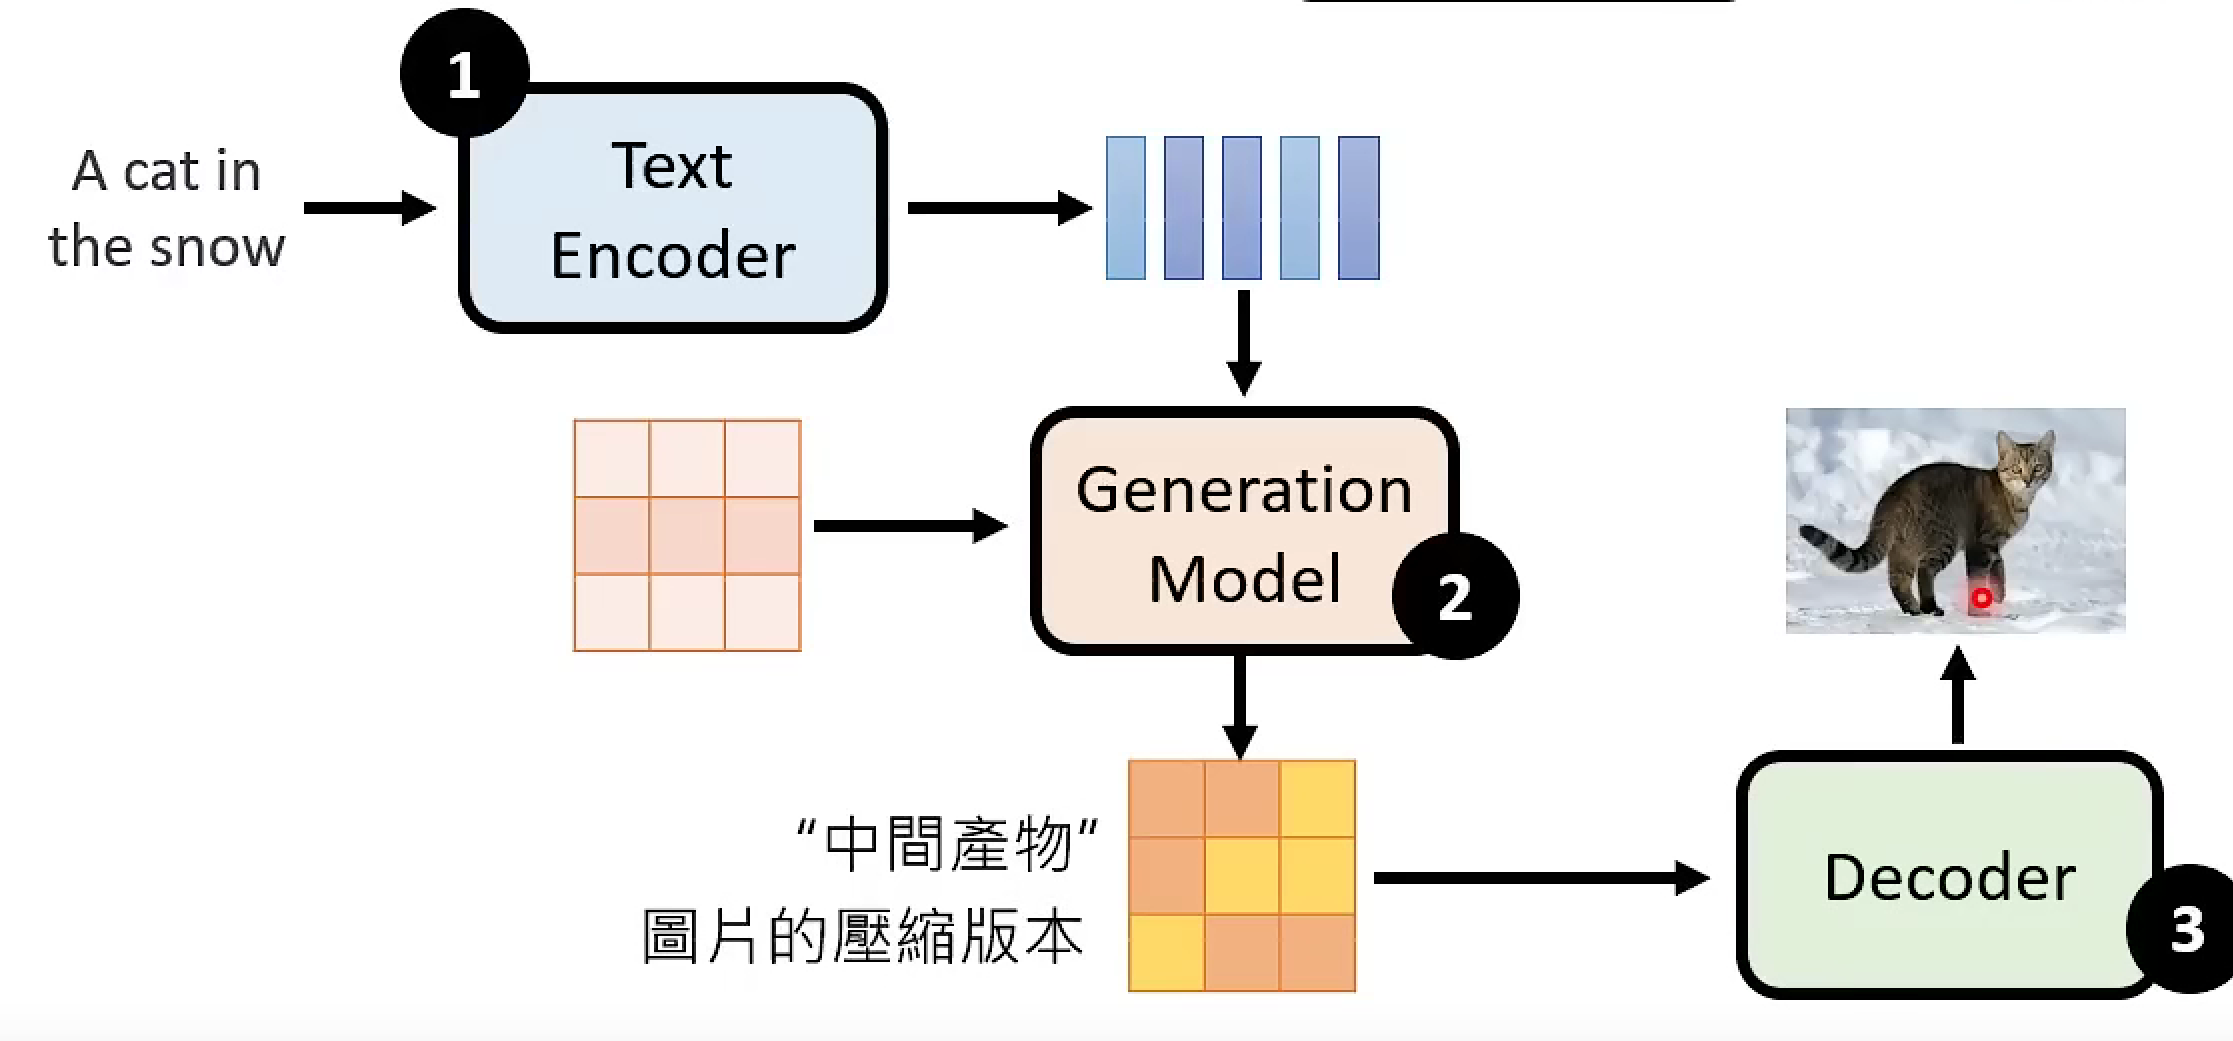 1
A cat in
the snow
Text
Encoder
Generation
Model
2
“中間產物”
圖片的壓縮版本
Decoder
3